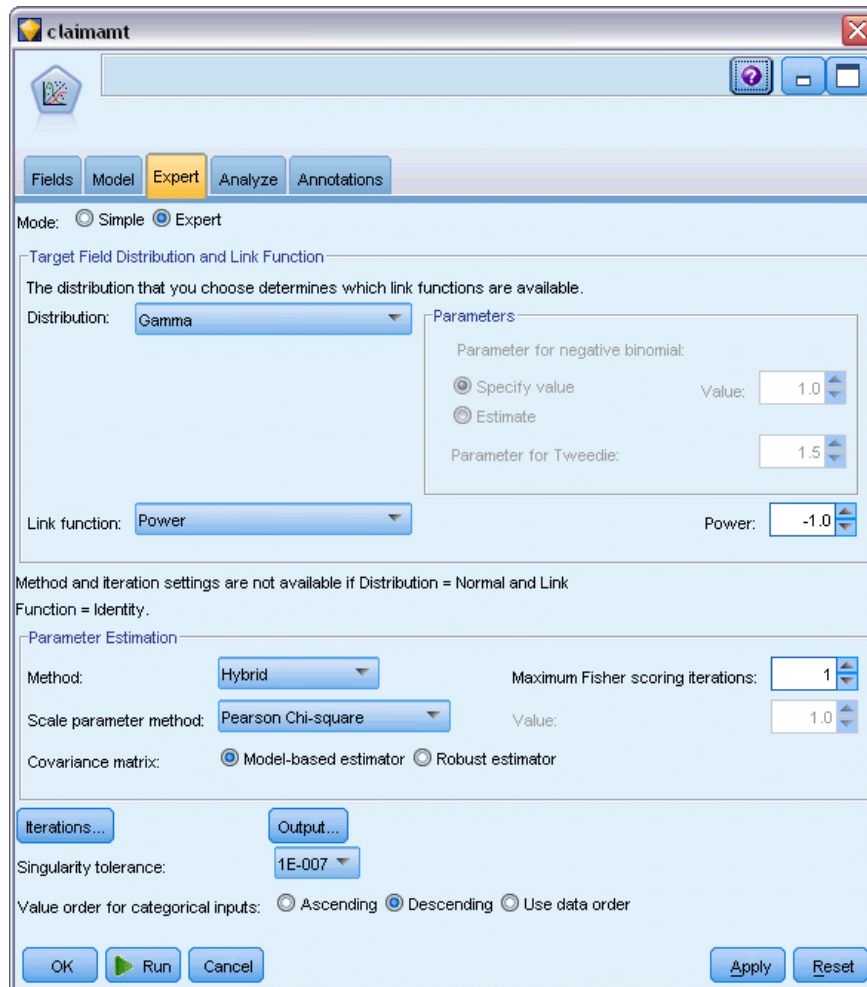 claimamt
Fields Model Expert Analyze Annotations
Mode: Simple Expert
Target Field Distribution and Link Function
The distribution that you choose determines which link functions are available.
Distribution: Gamma
Parameters
Parameter for negative binomial:
Specify value Value: 1.0
Estimate
Parameter for Tweedie: 1.5
Link function: Power Power: -1.0
Method and iteration settings are not available if Distribution = Normal and Link
Function = Identity.
Parameter Estimation
Method: Hybrid Maximum Fisher scoring iterations: 1
Scale parameter method: Pearson Chi-square Value: 1.0
Covariance matrix: Model-based estimator Robust estimator
Iterations... Output...
Singularity tolerance: 1E-007
Value order for categorical inputs: Ascending Descending Use data order
OK Run Cancel Apply Reset